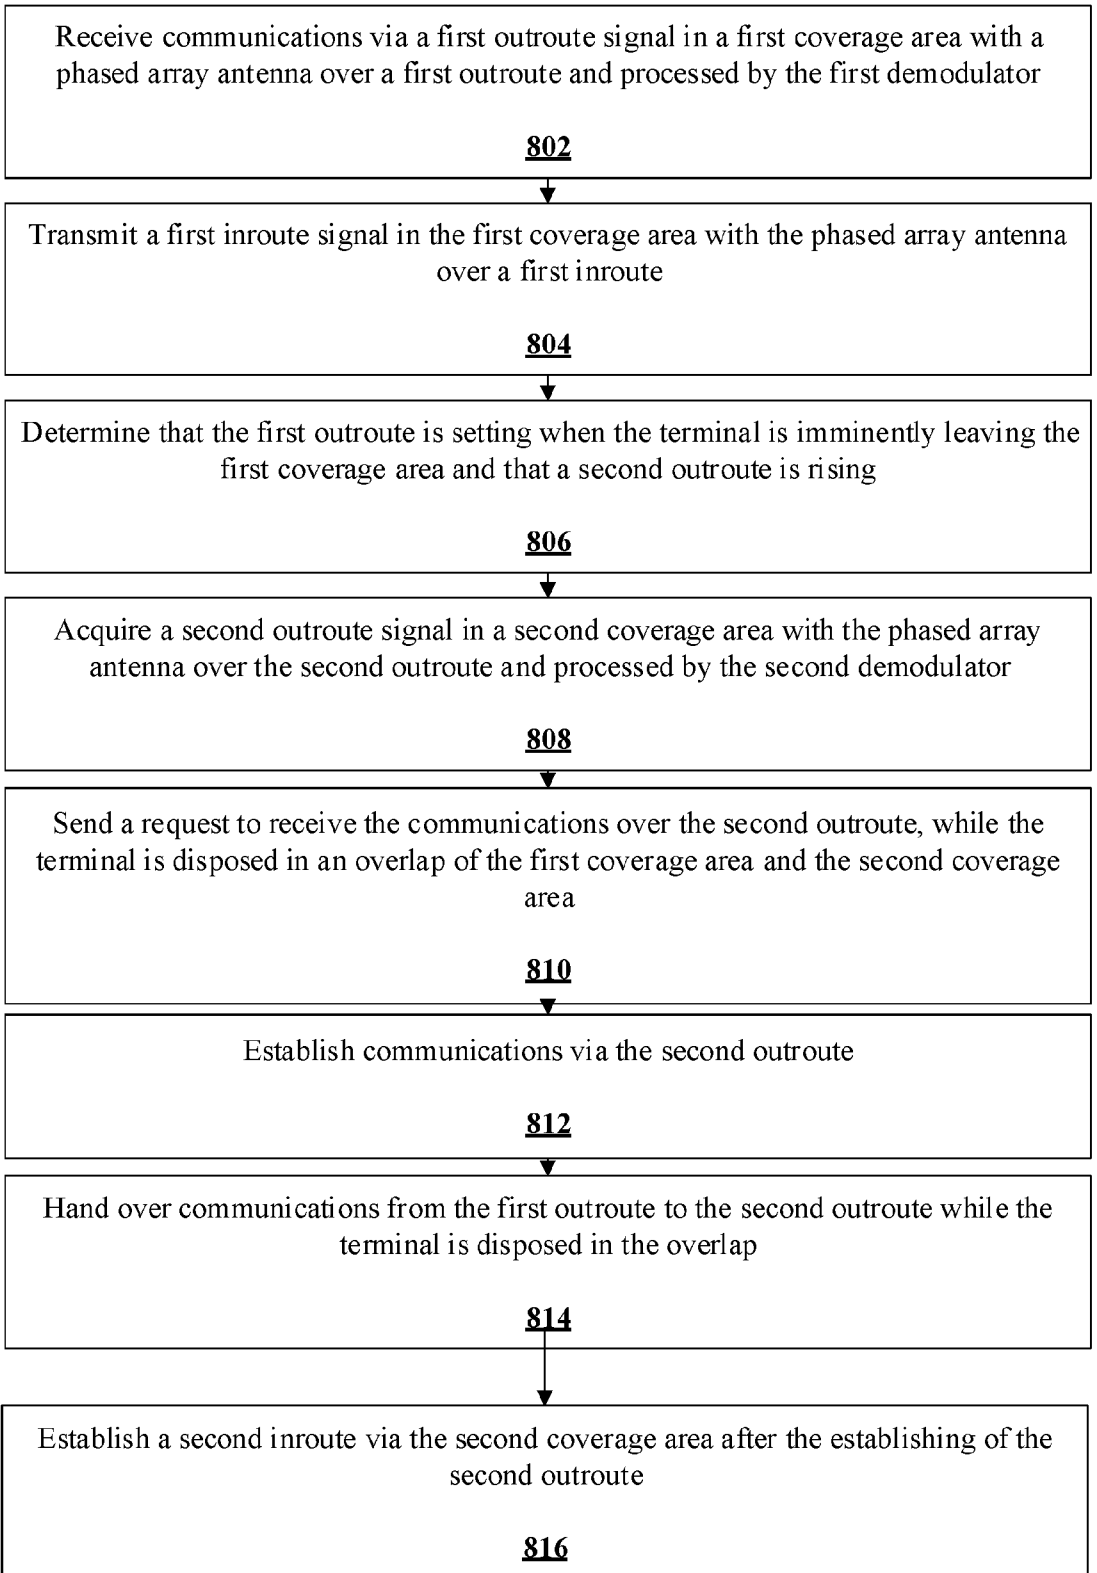 Receive communications via a first outroute signal in a first coverage area with a
phased array antenna over a first outroute and processed by the first demodulator
802
Transmit a first inroute signal in the first coverage area with the phased array antenna
over a first inroute
804
Determine that the first outroute is setting when the terminal is imminently leaving the
first coverage area and that a second outroute is rising
806
Acquire a second outroute signal in a second coverage area with the phased array
antenna over the second outroute and processed by the second demodulator
808
Send a request to receive the communications over the second outroute, while the
terminal is disposed in an overlap of the first coverage area and the second coverage
area
810
Establish communications via the second outroute
812
Hand over communications from the first outroute to the second outroute while the
terminal is disposed in the overlap
814
Establish a second inroute via the second coverage area after the establishing of the
second outroute
816